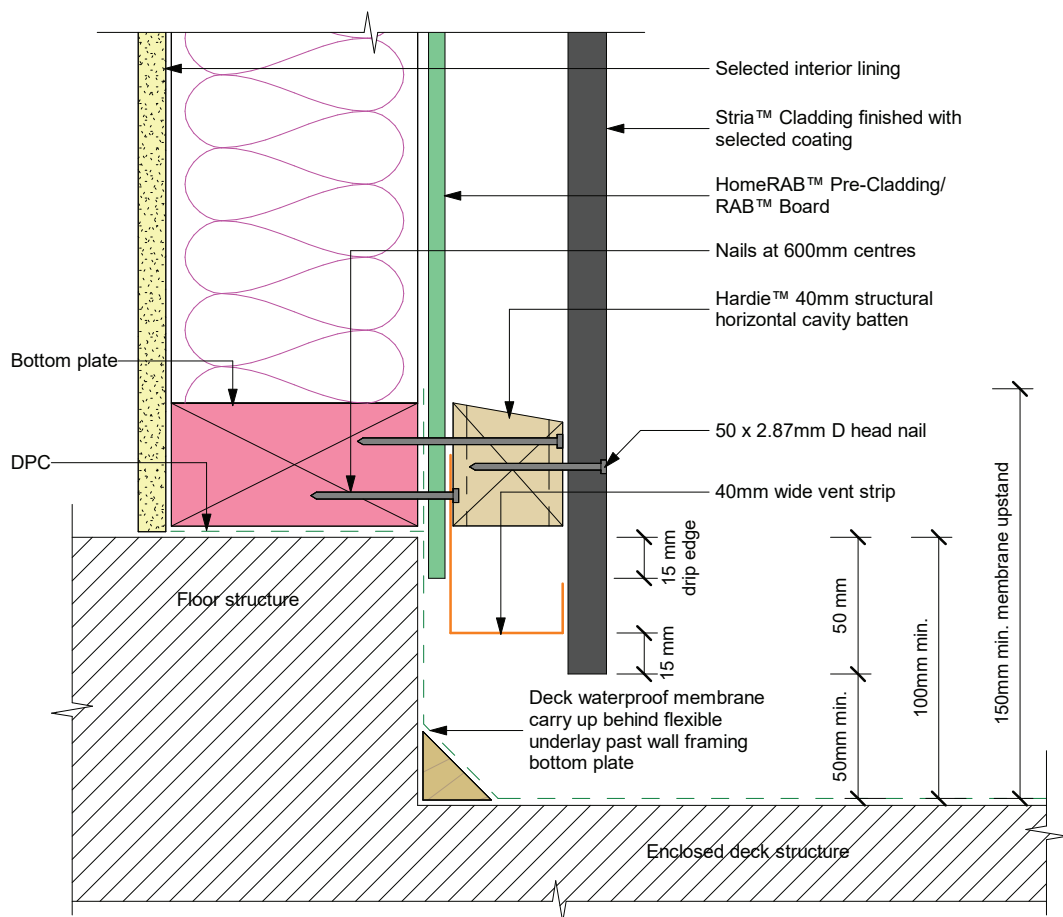 Selected interior lining
Stria™ Cladding finished with
selected coating
HomeRAB™ Pre-Cladding/
RAB™ Board
Nails at 600mm centres
Hardie™ 40mm structural
horizontal cavity batten
Bottom plate
50 x 2.87mm D head nail
DPC
40mm wide vent strip
15 mm
drip edge
Floor structure
15 mm
50 mm
50mm min.
100mm min.
150mm min. membrane upstand
Deck waterproof membrane
carry up behind flexible
underlay past wall framing
bottom plate
Enclosed deck structure